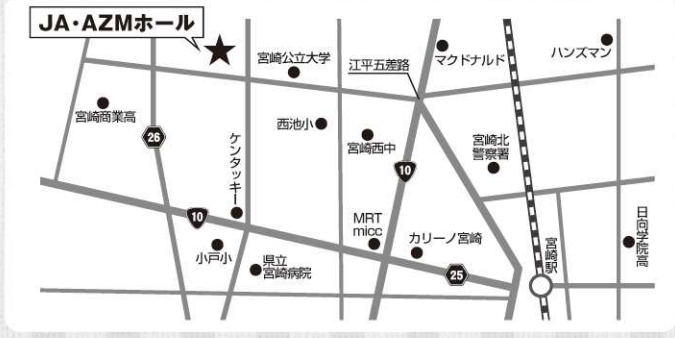 JA・AZMホール
宮崎公立大学
江平五差路
マクドナルド
ハンズマン
宮崎商業高
26
ケンタッキー
西池小
宮崎西中
10
宮崎北
警察署
10
MRT
micc
カリーノ宮崎
小戸小
県立
宮崎病院
25
宮崎駅
日向学院高